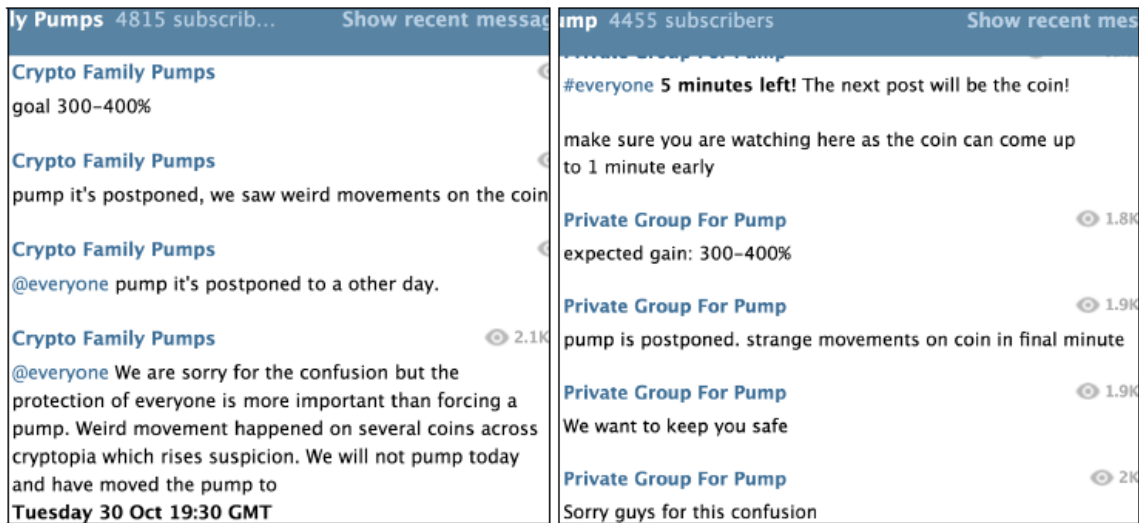 ly Pumps 4815 subscrib... Show recent messag
Crypto Family Pumps
goal 300-400%
Crypto Family Pumps
pump it's postponed, we saw weird movements on the coin
Crypto Family Pumps
@everyone pump it's postponed to a other day.
Crypto Family Pumps 2.1K
@everyone We are sorry for the confusion but the
protection of everyone is more important than forcing a
pump. Weird movement happened on several coins across
cryptopia which rises suspicion. We will not pump today
and have moved the pump to
Tuesday 30 Oct 19:30 GMT
ump 4455 subscribers Show recent mes
#everyone 5 minutes left! The next post will be the coin!
make sure you are watching here as the coin can come up
to 1 minute early
Private Group For Pump 1.8K
expected gain: 300-400%
Private Group For Pump 1.9K
pump is postponed. strange movements on coin in final minute
Private Group For Pump 1.9K
We want to keep you safe
Private Group For Pump 2K
Sorry guys for this confusion